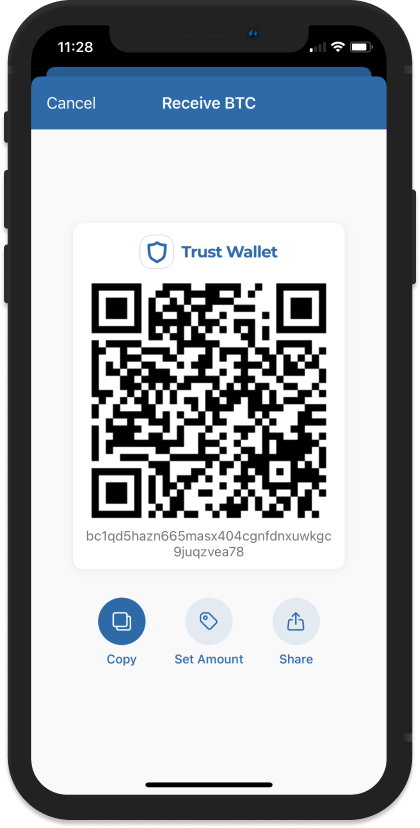 11:28
Cancel Receive BTC
Trust Wallet
bc1qd5hazn665masx404cgnfdnxuwkgc
9juqzvea78
Copy Set Amount Share